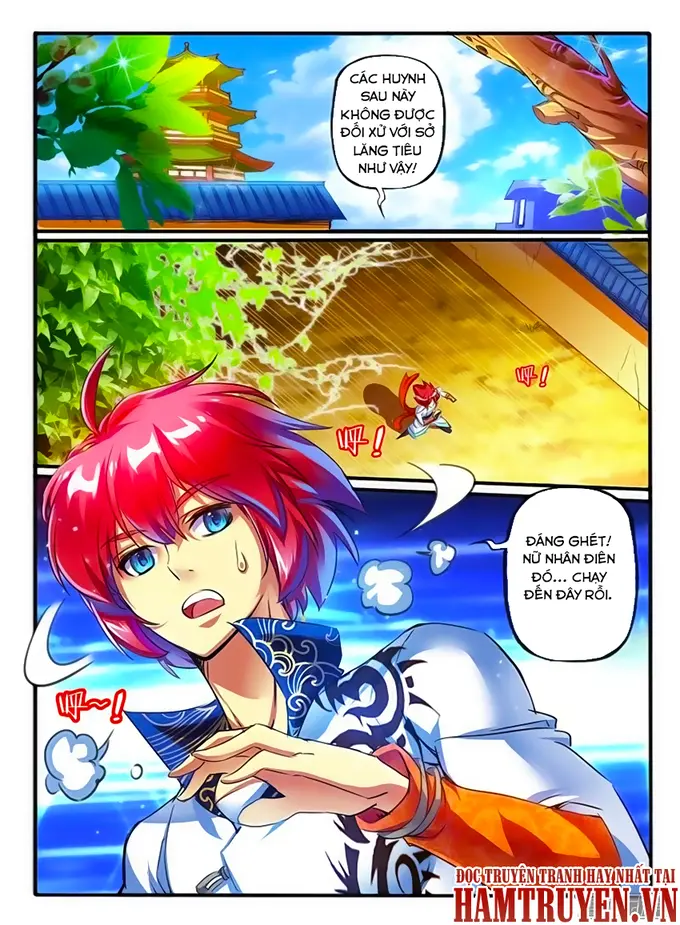 CÁC HUYNH
SAU NÀY
KHÔNG ĐƯỢC
ĐỐI XỬ VỚI SỞ
LĂNG TIÊU
NHƯ VẬY!
呼!
呼!
ĐÁNG GHÉT!
NỮ NHÂN ĐIÊN
ĐÓ... CHẠY
ĐẾN ĐÂY RỒI.
呼~!
ĐỌC TRUYỆN TRANH HAY NHẤT TẠI
HAMTRUYEN.VN